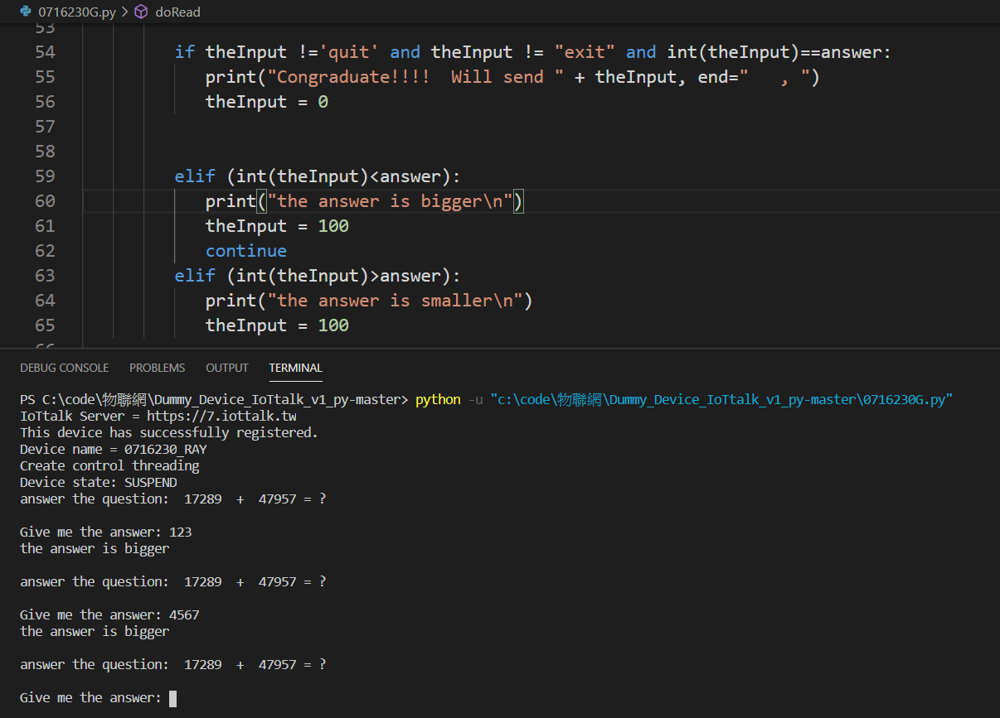 0716230G.py > doRead
53
54 if theInput !='quit' and theInput != "exit" and int(theInput)==answer:
55 print("Congraduate!!!!  Will send " + theInput, end="   , ")
56 theInput = 0
57
58
59 elif (int(theInput)<answer):
60 print("the answer is bigger\n")
61 theInput = 100
62 continue
63 elif (int(theInput)>answer):
64 print("the answer is smaller\n")
65 theInput = 100
66
DEBUG CONSOLE PROBLEMS OUTPUT TERMINAL
PS C:\code\物聯網\Dummy_Device_IoTtalk_v1_py-master> python -u "c:\code\物聯網\Dummy_Device_IoTtalk_v1_py-master\0716230G.py"
IoTtalk Server = https://7.iottalk.tw
This device has successfully registered.
Device name = 0716230_RAY
Create control threading
Device state: SUSPEND
answer the question:  17289  +  47957 = ?
Give me the answer: 123
the answer is bigger
answer the question:  17289  +  47957 = ?
Give me the answer: 4567
the answer is bigger
answer the question:  17289  +  47957 = ?
Give me the answer: